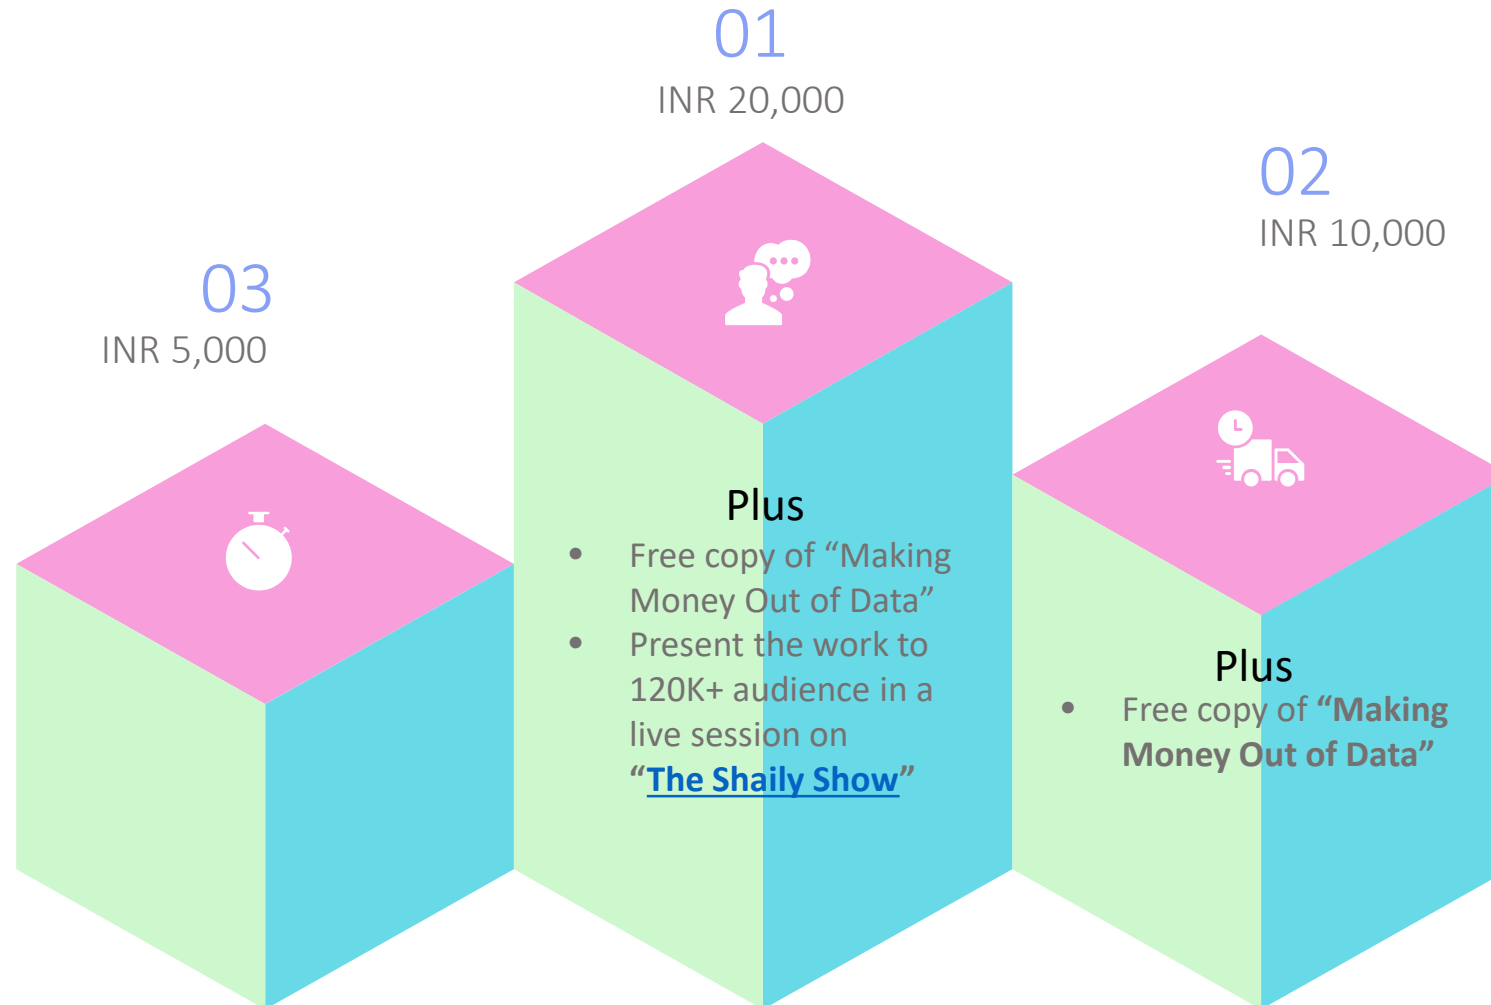 01
INR 20,000
02
INR 10,000
03
INR 5,000
Plus
• Free copy of “Making
Money Out of Data”
• Present the work to
120K+ audience in a
live session on
“The Shaily Show”
Plus
• Free copy of “Making
Money Out of Data”